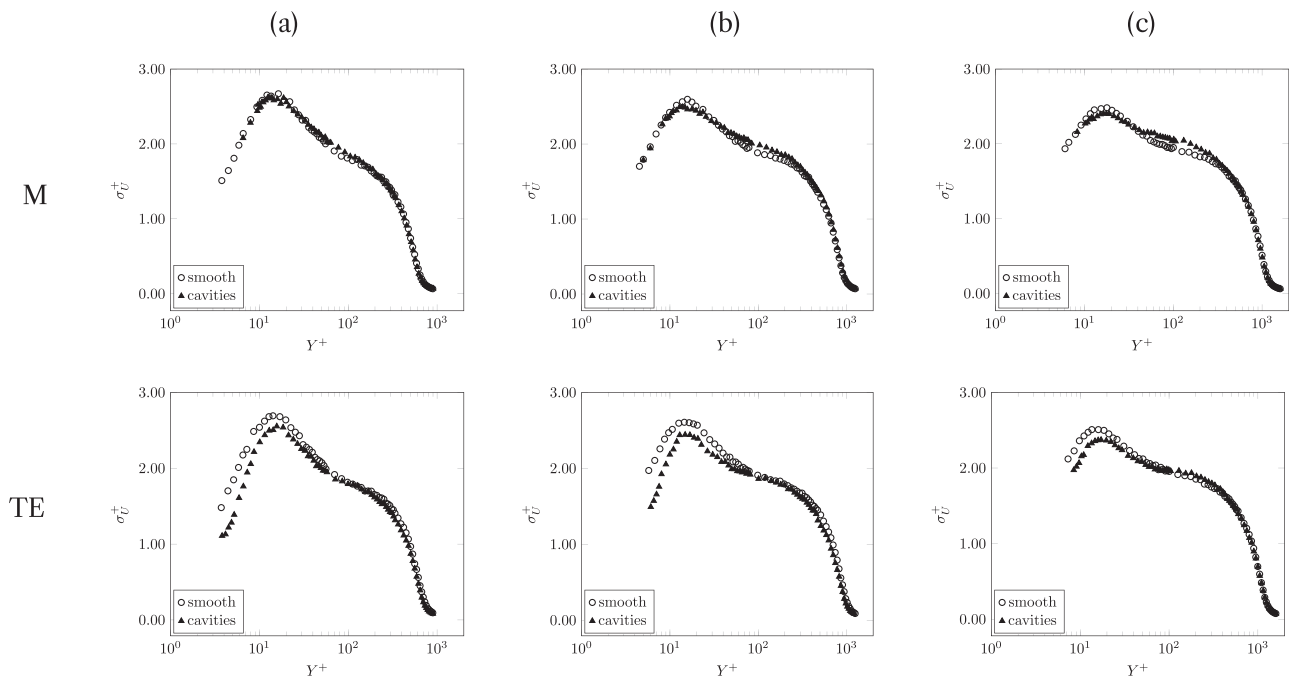 (a) (b) (c)
M
3.00
2.00
1.00
0.00
σ_U^+
○ smooth
▲ cavities
10^0 10^1 10^2 10^3
Y^+
3.00
2.00
1.00
0.00
σ_U^+
○ smooth
▲ cavities
10^0 10^1 10^2 10^3
Y^+
3.00
2.00
1.00
0.00
σ_U^+
○ smooth
▲ cavities
10^0 10^1 10^2 10^3
Y^+
TE
3.00
2.00
1.00
0.00
σ_U^+
○ smooth
▲ cavities
10^0 10^1 10^2 10^3
Y^+
3.00
2.00
1.00
0.00
σ_U^+
○ smooth
▲ cavities
10^0 10^1 10^2 10^3
Y^+
3.00
2.00
1.00
0.00
σ_U^+
○ smooth
▲ cavities
10^0 10^1 10^2 10^3
Y^+